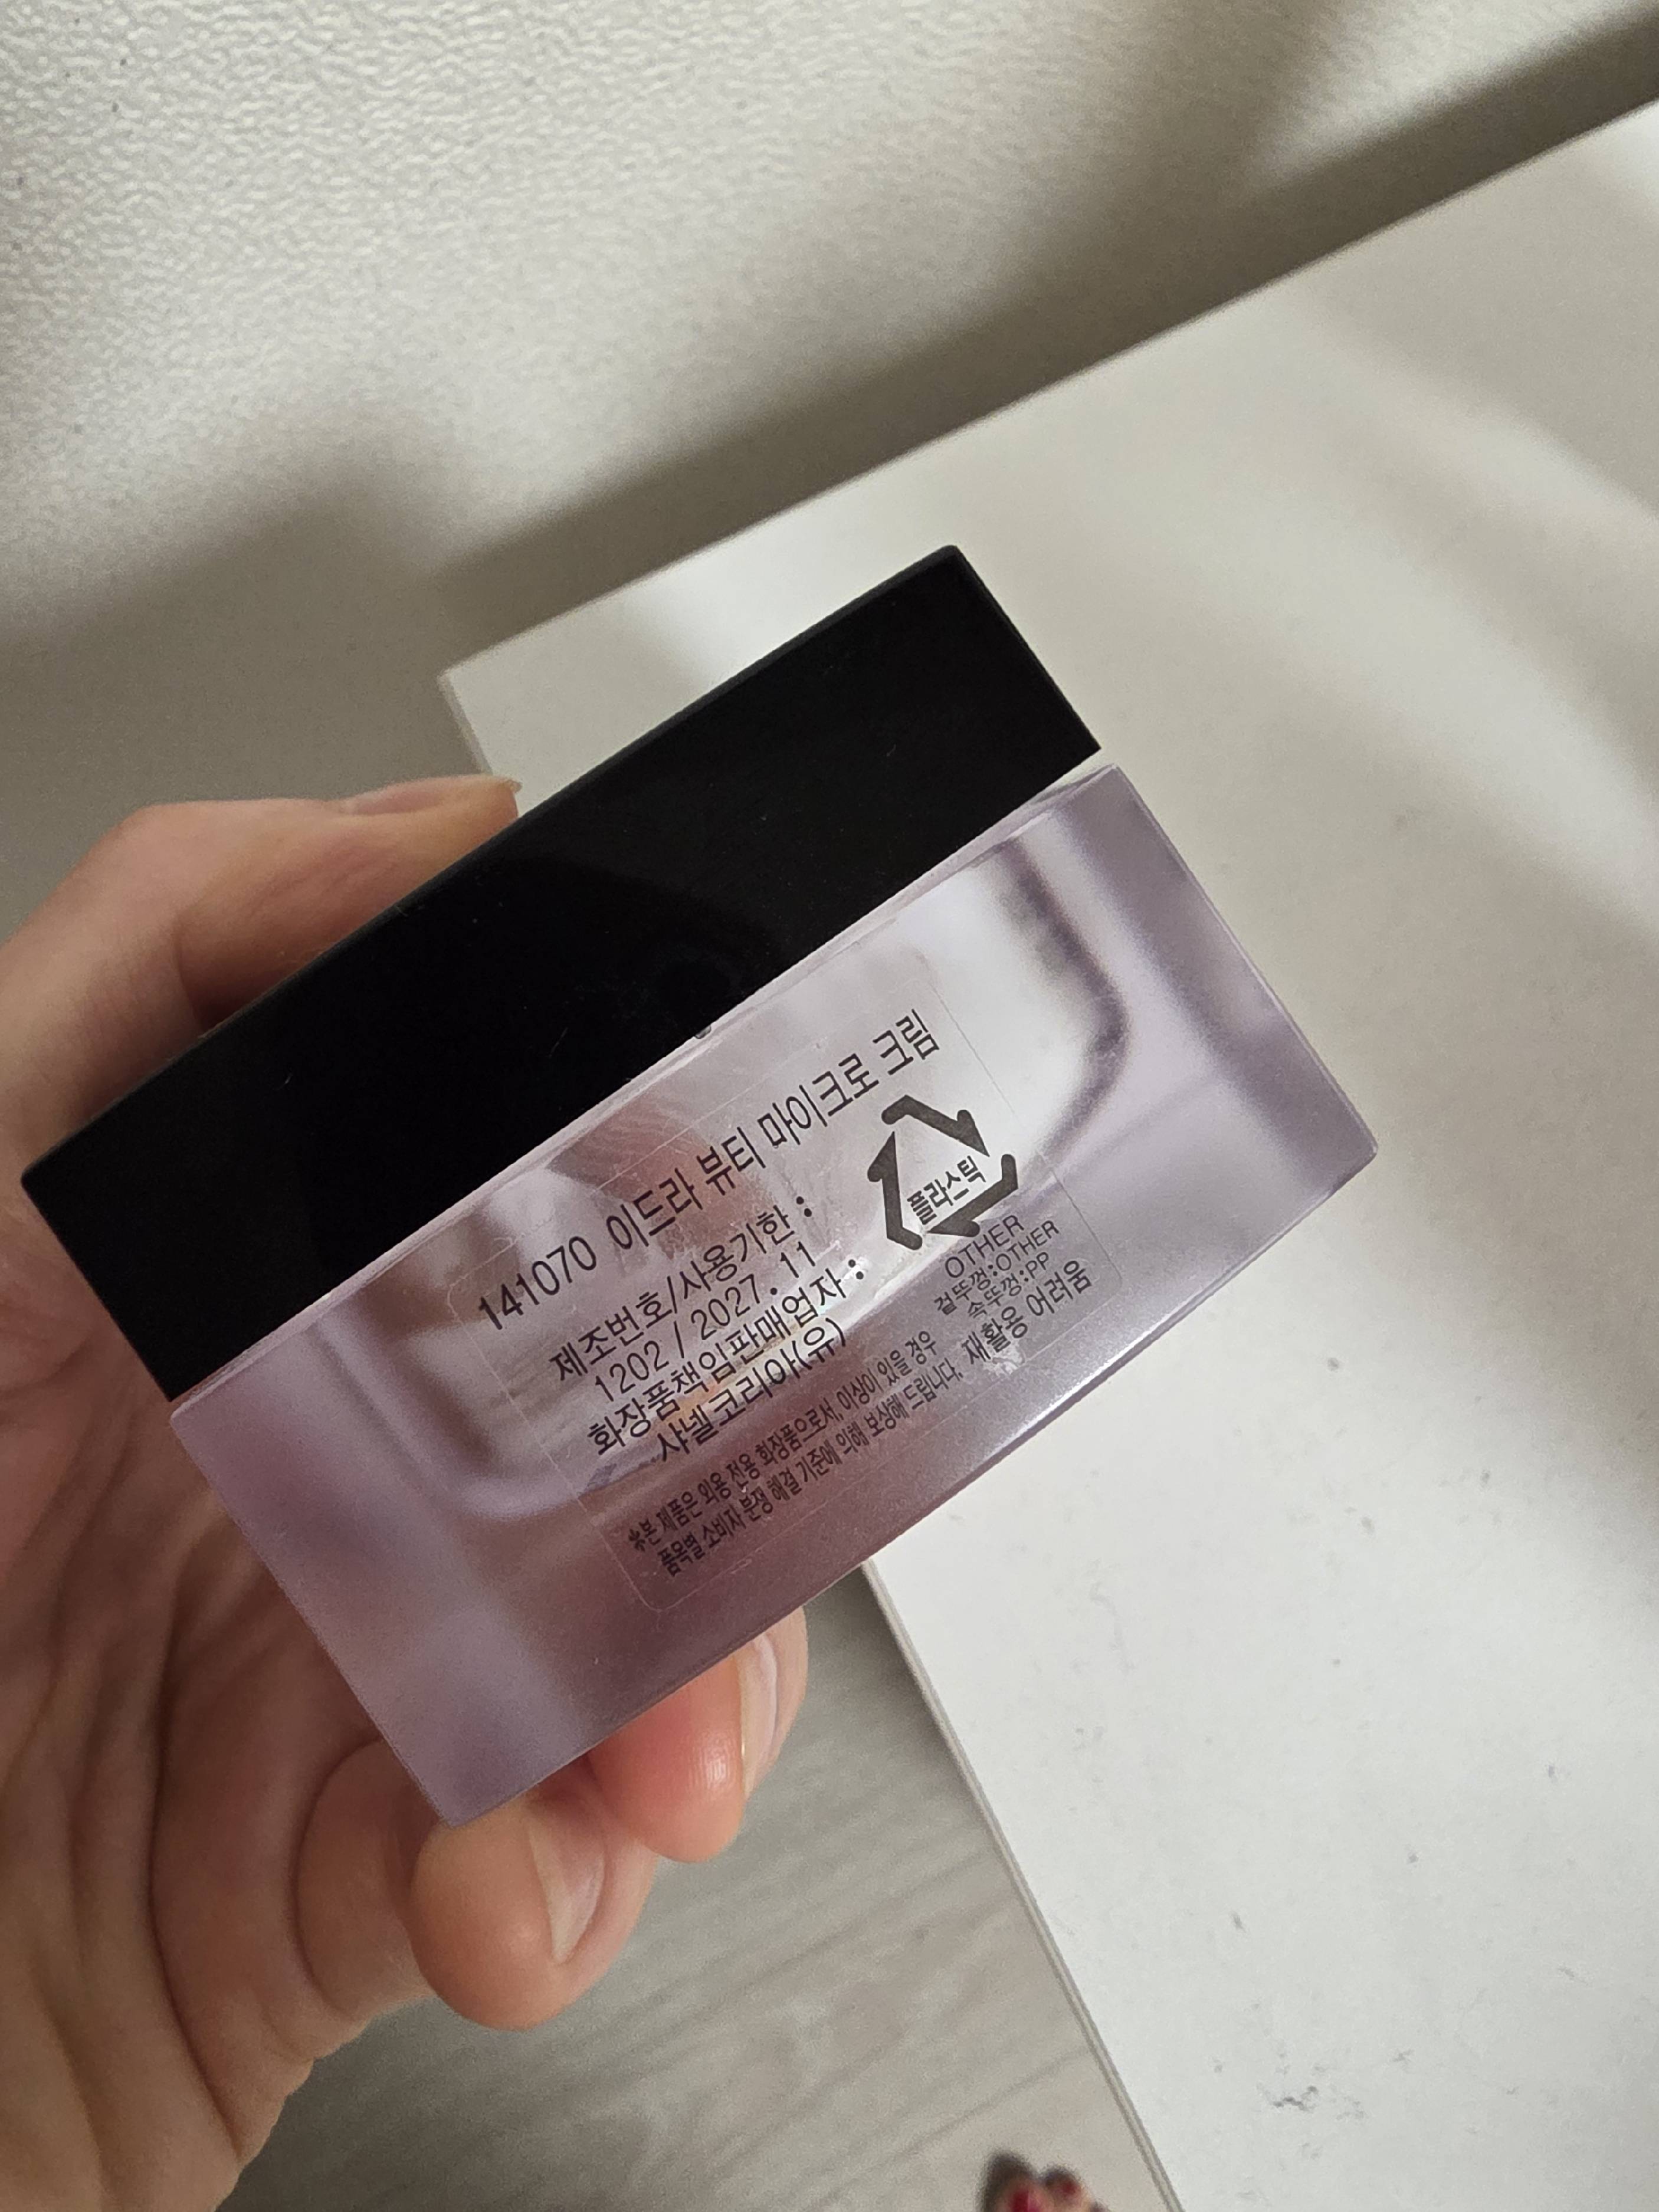 141070 이드라 뷰티 마이크로 크림
제조번호/사용기한 :
1202 / 2027. 11
화장품책임판매업자 :
샤넬코리아(유)
플라스틱
OTHER
겉뚜껑:OTHER
속뚜껑:PP
재활용 어려움
※본 제품은 외용 전용 화장품으로서, 이상이 있을 경우
품목별 소비자 분쟁 해결 기준에 의해 보상해 드립니다.